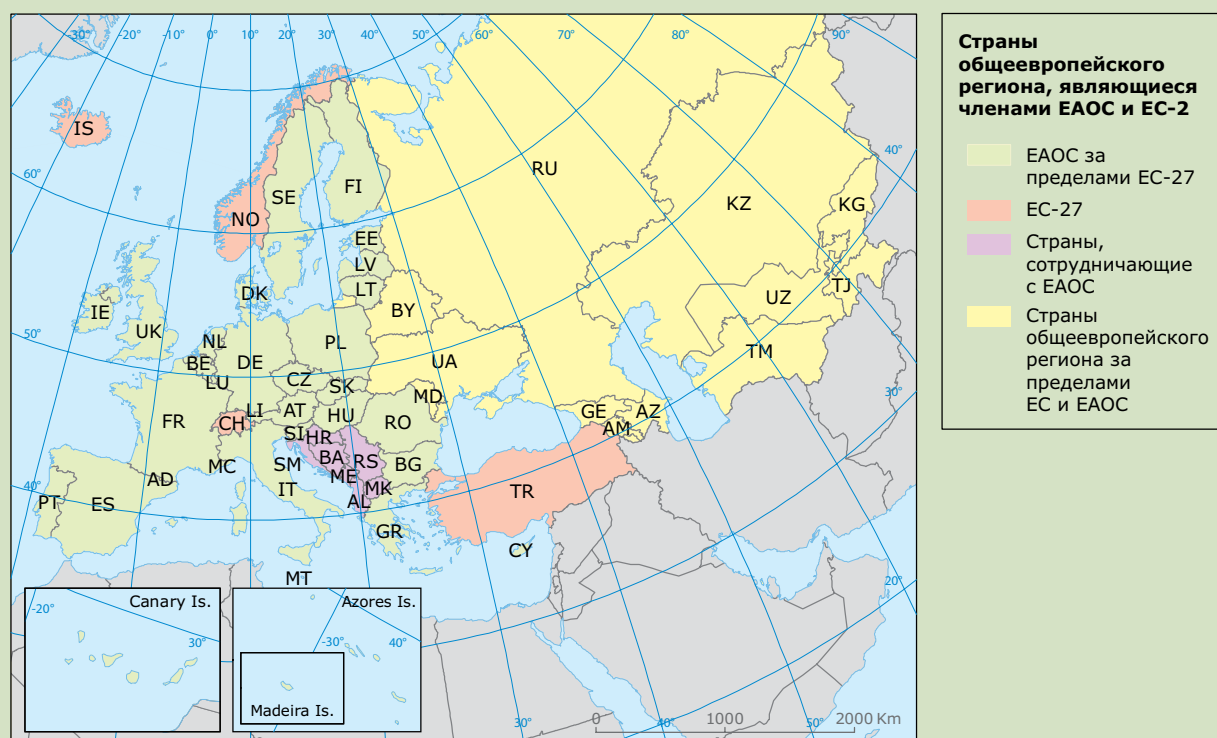 -30° -20° -10° 0° 10° 20° 30° 40° 50° 60° 70° 80° 90°
IS
60°
RU
40°
SE
FI
NO
KZ
KG
EE
LV
LT
DK
TJ
UZ
IE
UK
BY
50°
NL
PL
BE
DE
UA
TM
LU
CZ
SK
MD
30°
LI
AT
HU
FR
CH
RO
GE
AZ
AM
SI
HR
BA
RS
SM
BG
MC
ME
AD
IT
MK
TR
40°
PT
ES
AL
GR
CY
MT
20°
Canary Is.
-20°
30°
Azores Is.
-30°
40°
Madeira Is.
30°
40°
50°
0 1000 2000 Km
Страны
общеевропейского
региона, являющиеся
членами ЕАОС и ЕС-2
ЕАОС за
пределами ЕС-27
ЕС-27
Страны,
сотрудничающие
с ЕАОС
Страны
общеевропейского
региона за
пределами
ЕС и ЕАОС